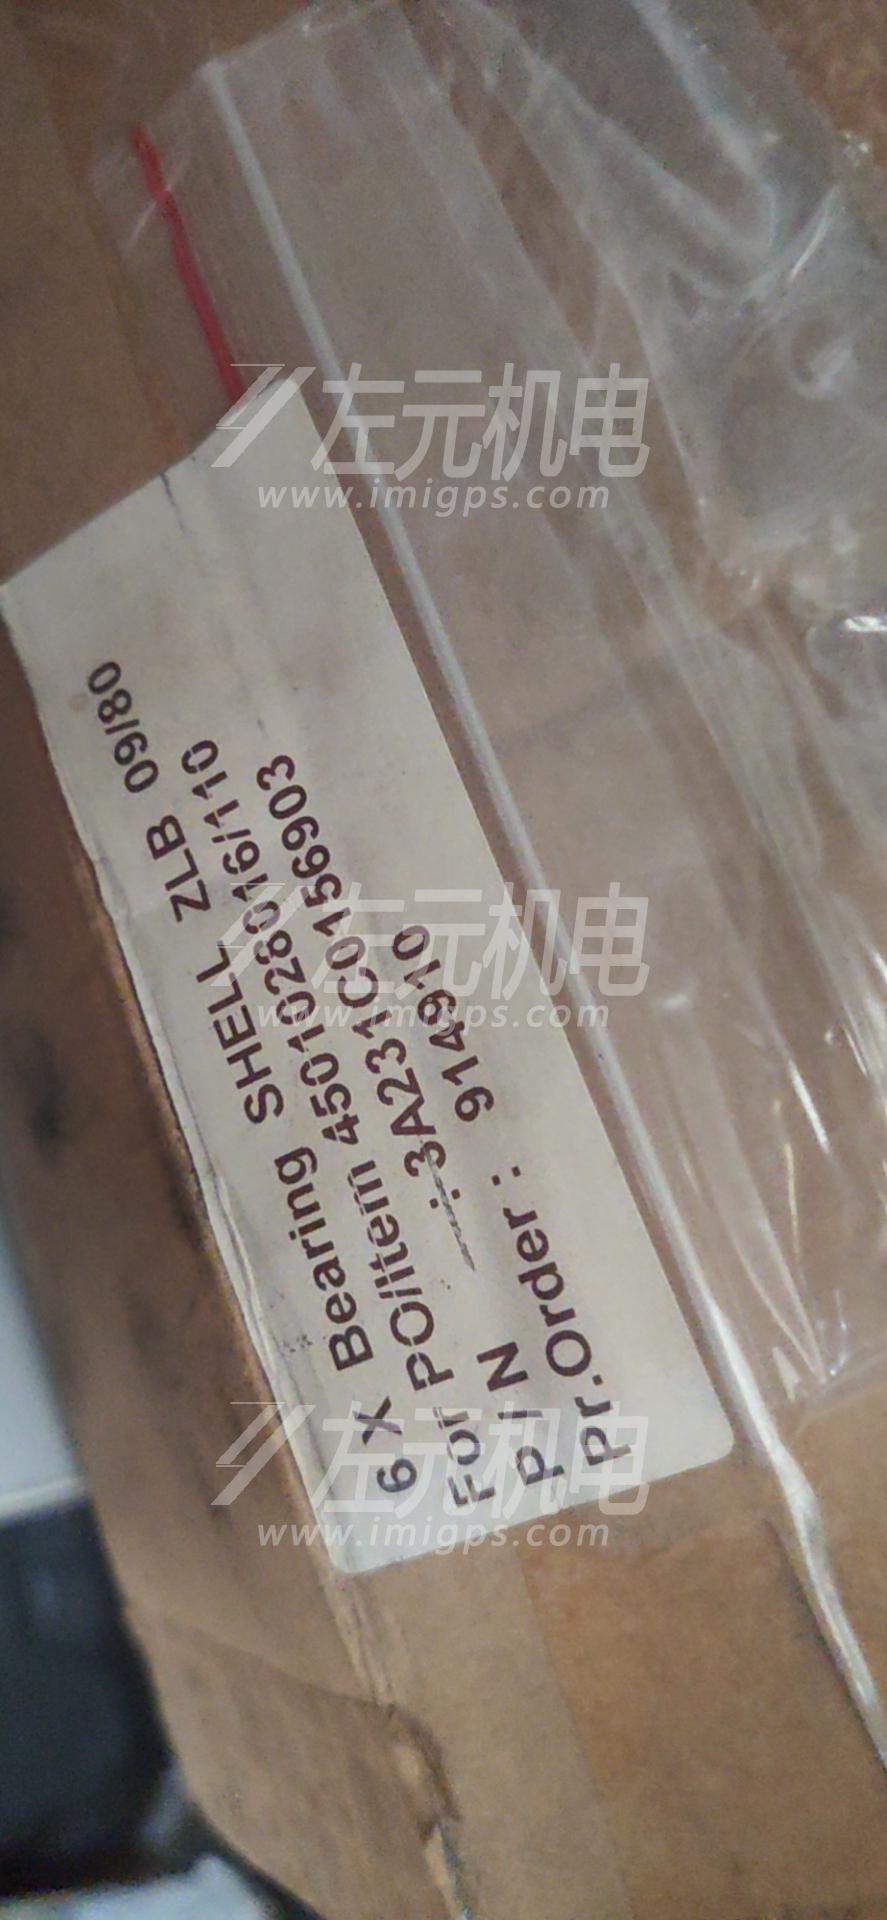 6 X Bearing SHELL ZLB 09/80
For PO/Item 4501028016/110
P / N : 3A231C0156903
Pr.Order : 914910
左元机电
www.imigps.com
左元机电
www.imigps.com
左元机电
www.imigps.com